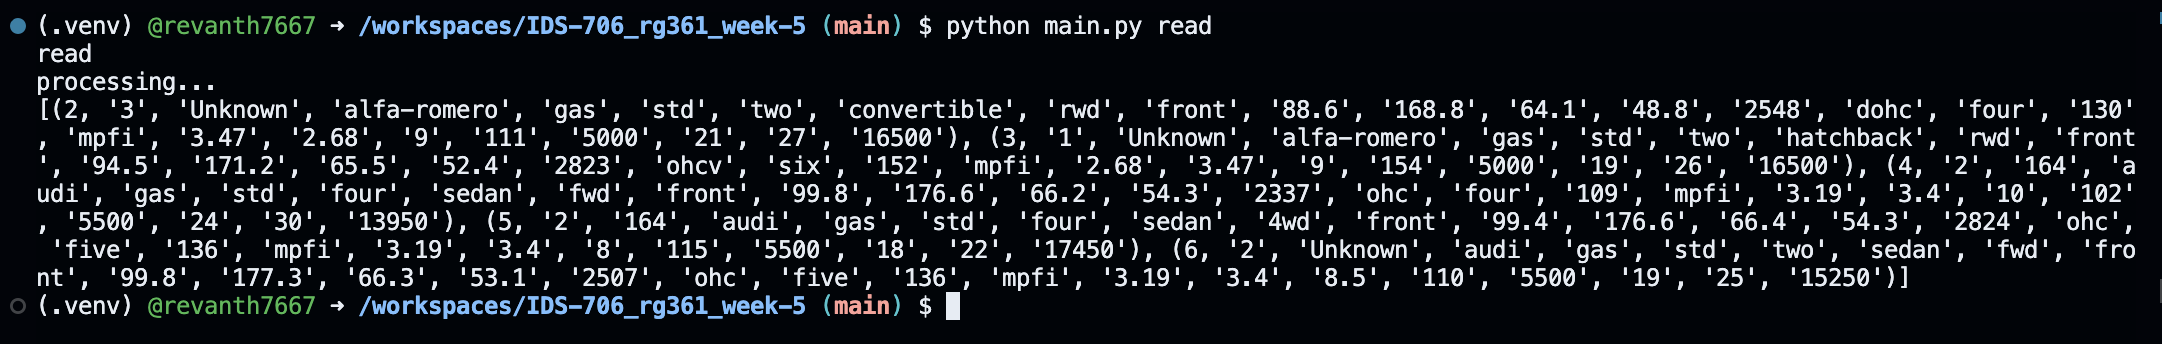 (.venv) @revanth7667 → /workspaces/IDS-706_rg361_week-5 (main) $ python main.py read
read
processing...
[(2, '3', 'Unknown', 'alfa-romero', 'gas', 'std', 'two', 'convertible', 'rwd', 'front', '88.6', '168.8', '64.1', '48.8', '2548', 'dohc', 'four', '130'
, 'mpfi', '3.47', '2.68', '9', '111', '5000', '21', '27', '16500'), (3, '1', 'Unknown', 'alfa-romero', 'gas', 'std', 'two', 'hatchback', 'rwd', 'front
', '94.5', '171.2', '65.5', '52.4', '2823', 'ohcv', 'six', '152', 'mpfi', '2.68', '3.47', '9', '154', '5000', '19', '26', '16500'), (4, '2', '164', 'a
udi', 'gas', 'std', 'four', 'sedan', 'fwd', 'front', '99.8', '176.6', '66.2', '54.3', '2337', 'ohc', 'four', '109', 'mpfi', '3.19', '3.4', '10', '102'
, '5500', '24', '30', '13950'), (5, '2', '164', 'audi', 'gas', 'std', 'four', 'sedan', '4wd', 'front', '99.4', '176.6', '66.4', '54.3', '2824', 'ohc',
 'five', '136', 'mpfi', '3.19', '3.4', '8', '115', '5500', '18', '22', '17450'), (6, '2', 'Unknown', 'audi', 'gas', 'std', 'two', 'sedan', 'fwd', 'fro
nt', '99.8', '177.3', '66.3', '53.1', '2507', 'ohc', 'five', '136', 'mpfi', '3.19', '3.4', '8.5', '110', '5500', '19', '25', '15250')]
(.venv) @revanth7667 → /workspaces/IDS-706_rg361_week-5 (main) $